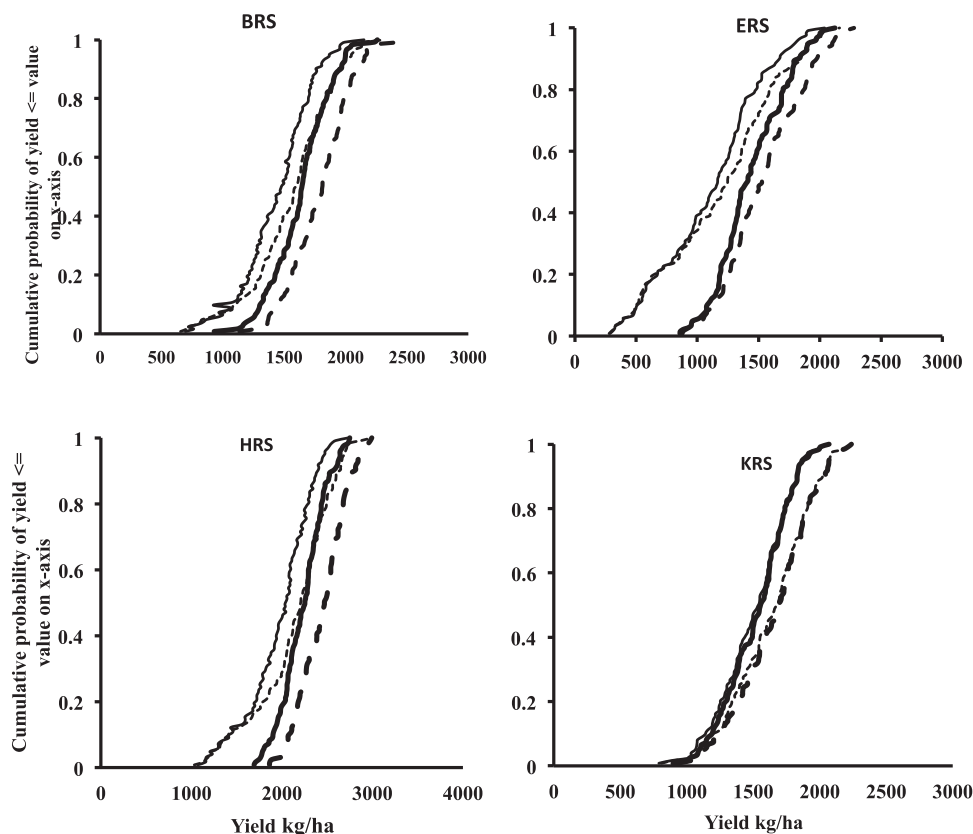 BRS
Cumulative probability of yield <= value
on x-axis
1
0.8
0.6
0.4
0.2
0
0 500 1000 1500 2000 2500 3000
ERS
1
0.8
0.6
0.4
0.2
0
0 500 1000 1500 2000 2500 3000
HRS
Cumulative probability of yield <=
value on x-axis
1
0.8
0.6
0.4
0.2
0
0 1000 2000 3000 4000
Yield kg/ha
KRS
1
0.8
0.6
0.4
0.2
0
0 500 1000 1500 2000 2500 3000
Yield kg/ha